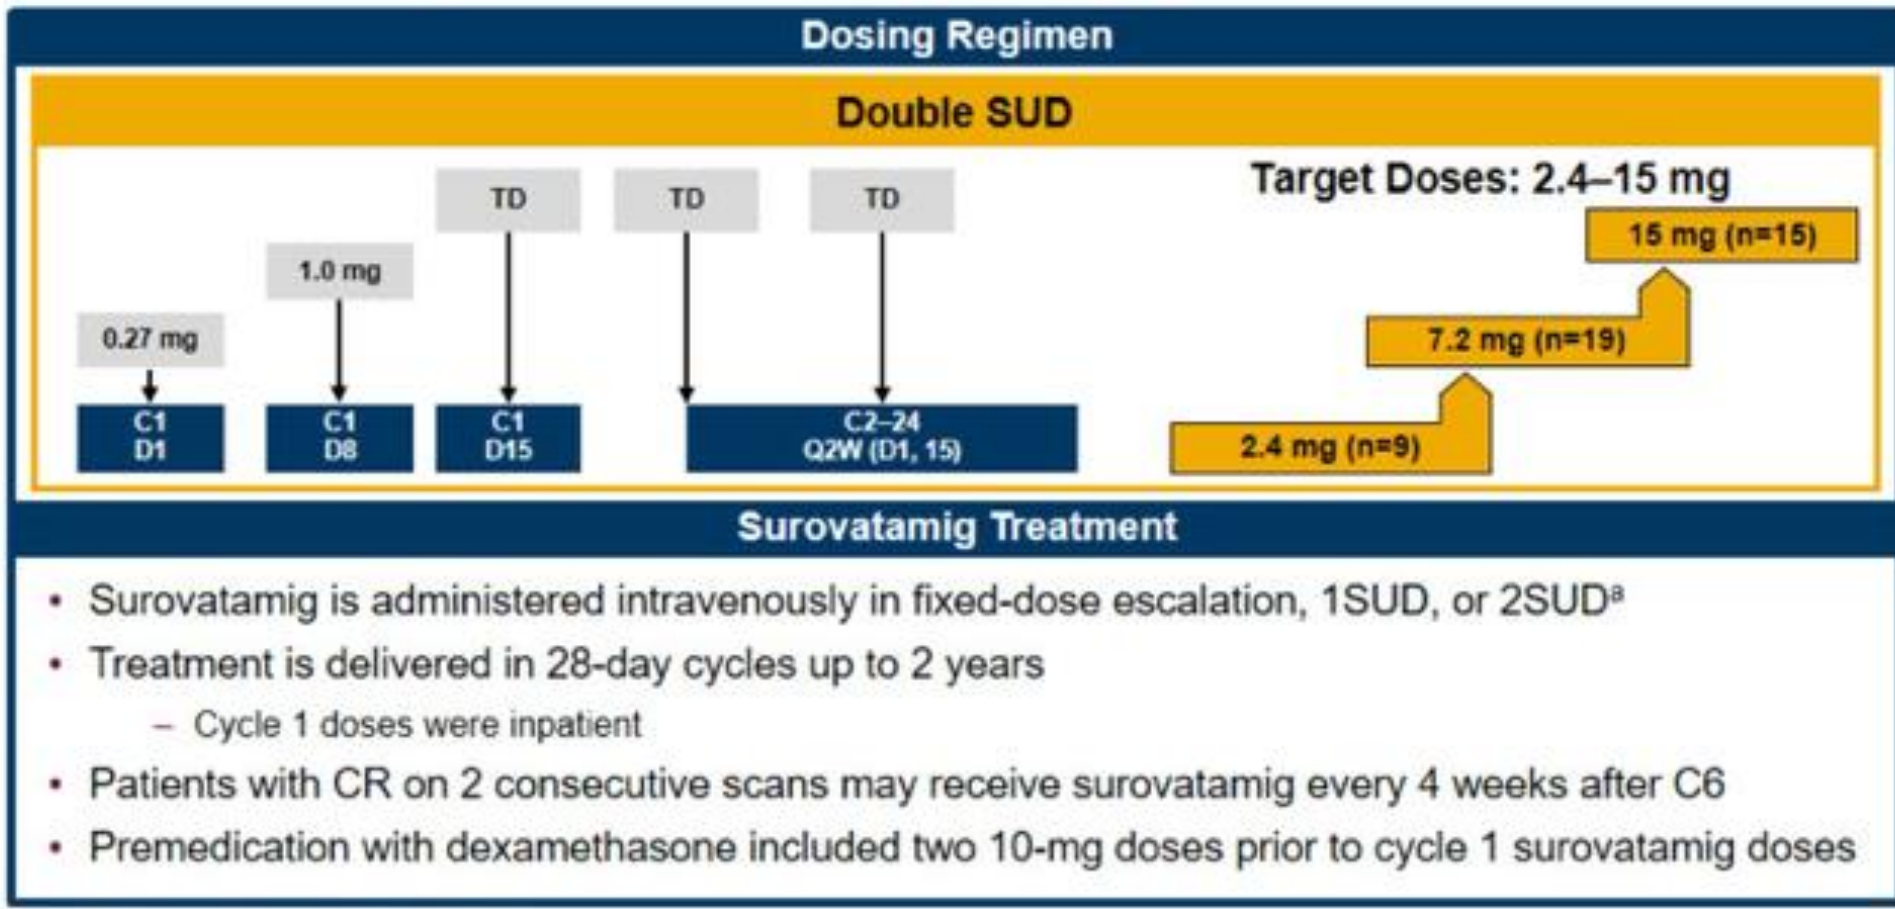 Dosing Regimen
Double SUD
TD
TD
TD
1.0 mg
0.27 mg
C1
D1
C1
D8
C1
D15
C2–24
Q2W (D1, 15)
Target Doses: 2.4–15 mg
15 mg (n=15)
7.2 mg (n=19)
2.4 mg (n=9)
Surovatamig Treatment
• Surovatamig is administered intravenously in fixed-dose escalation, 1SUD, or 2SUDᵃ
• Treatment is delivered in 28-day cycles up to 2 years
– Cycle 1 doses were inpatient
• Patients with CR on 2 consecutive scans may receive surovatamig every 4 weeks after C6
• Premedication with dexamethasone included two 10-mg doses prior to cycle 1 surovatamig doses